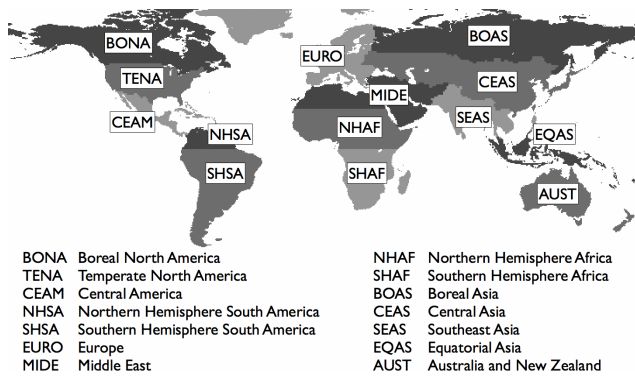 BONA
BOAS
EURO
TENA
CEAS
MIDE
CEAM
SEAS
NHSA
NHAF
EQAS
SHSA
SHAF
AUST
BONA Boreal North America
TENA Temperate North America
CEAM Central America
NHSA Northern Hemisphere South America
SHSA Southern Hemisphere South America
EURO Europe
MIDE Middle East
NHAF Northern Hemisphere Africa
SHAF Southern Hemisphere Africa
BOAS Boreal Asia
CEAS Central Asia
SEAS Southeast Asia
EQAS Equatorial Asia
AUST Australia and New Zealand